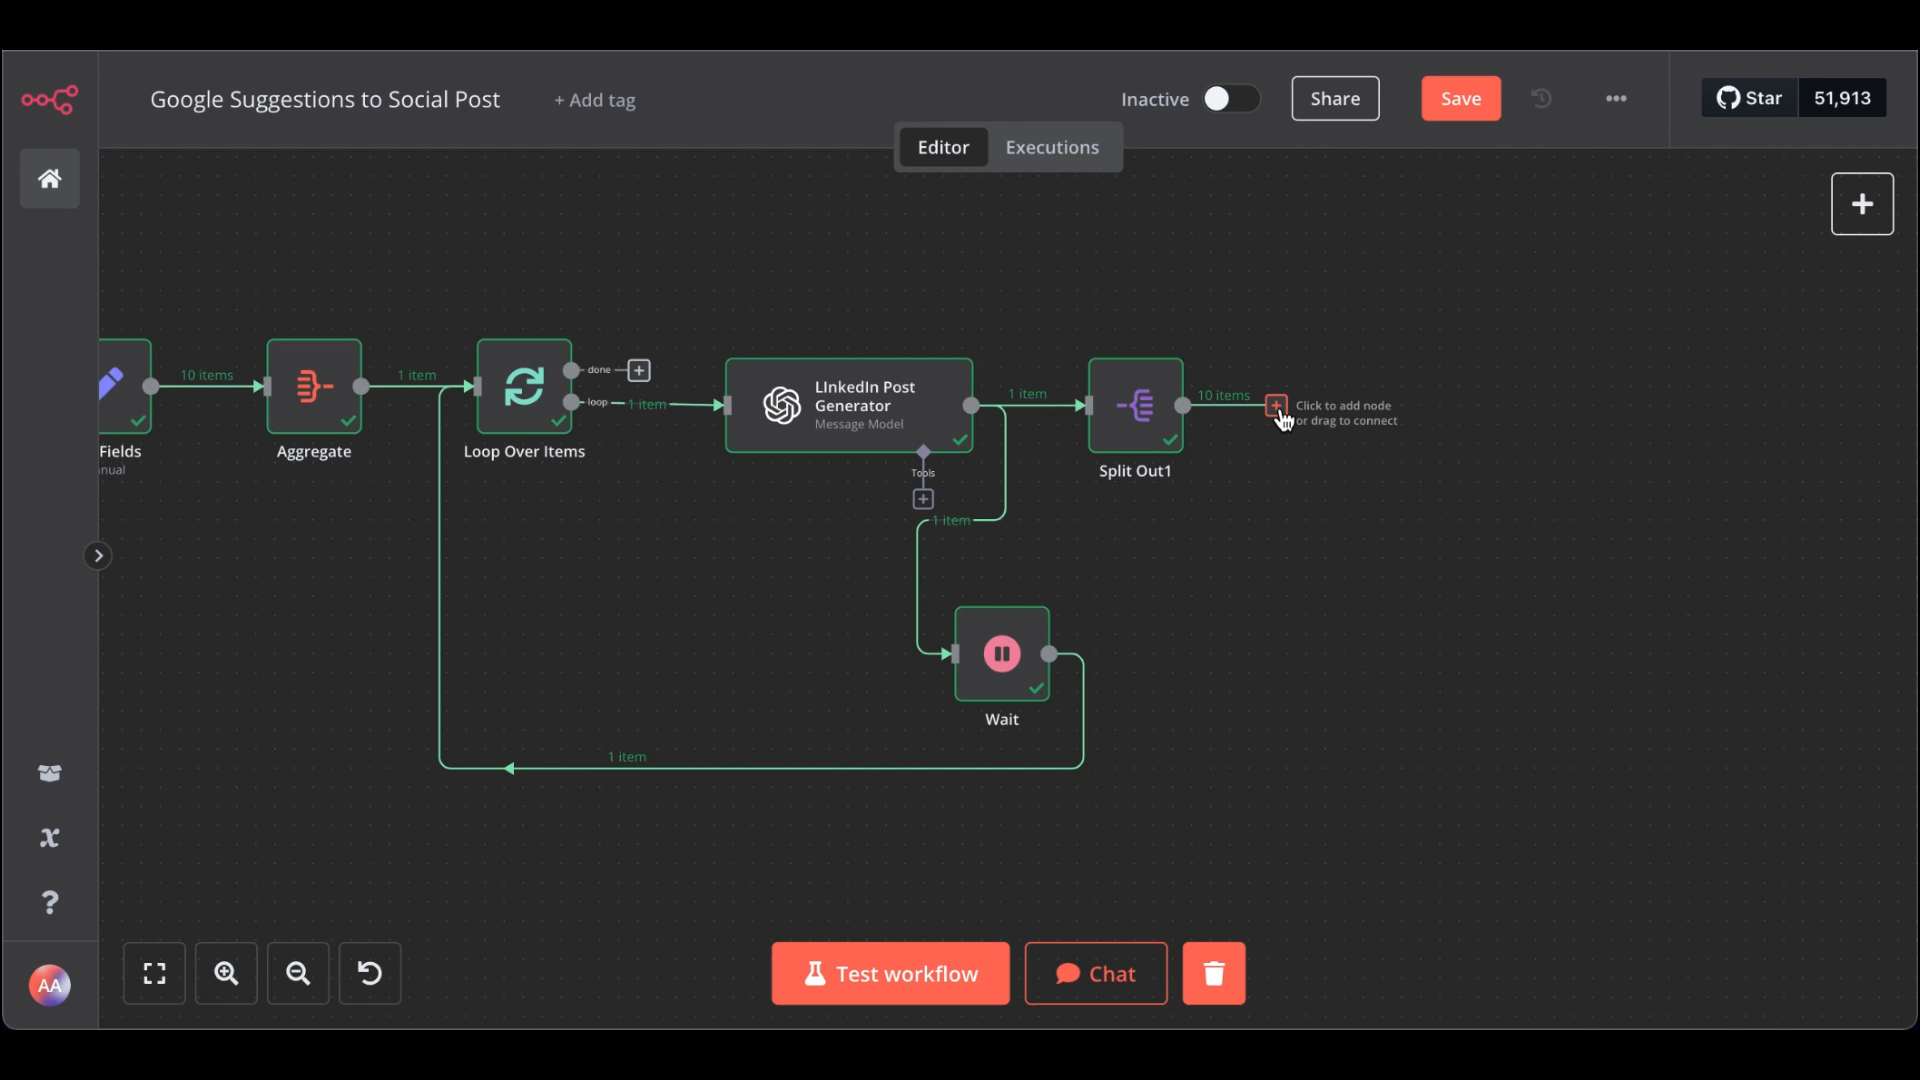 Google Suggestions to Social Post
+ Add tag
Inactive
Share
Save
Star
51,913
Editor
Executions
10 items
1 item
done
loop
1 item
LInkedIn Post
Generator
Message Model
1 item
10 items
Click to add node
or drag to connect
Fields
nual
Aggregate
Loop Over Items
Tools
Split Out1
1 item
Wait
1 item
AA
Test workflow
Chat